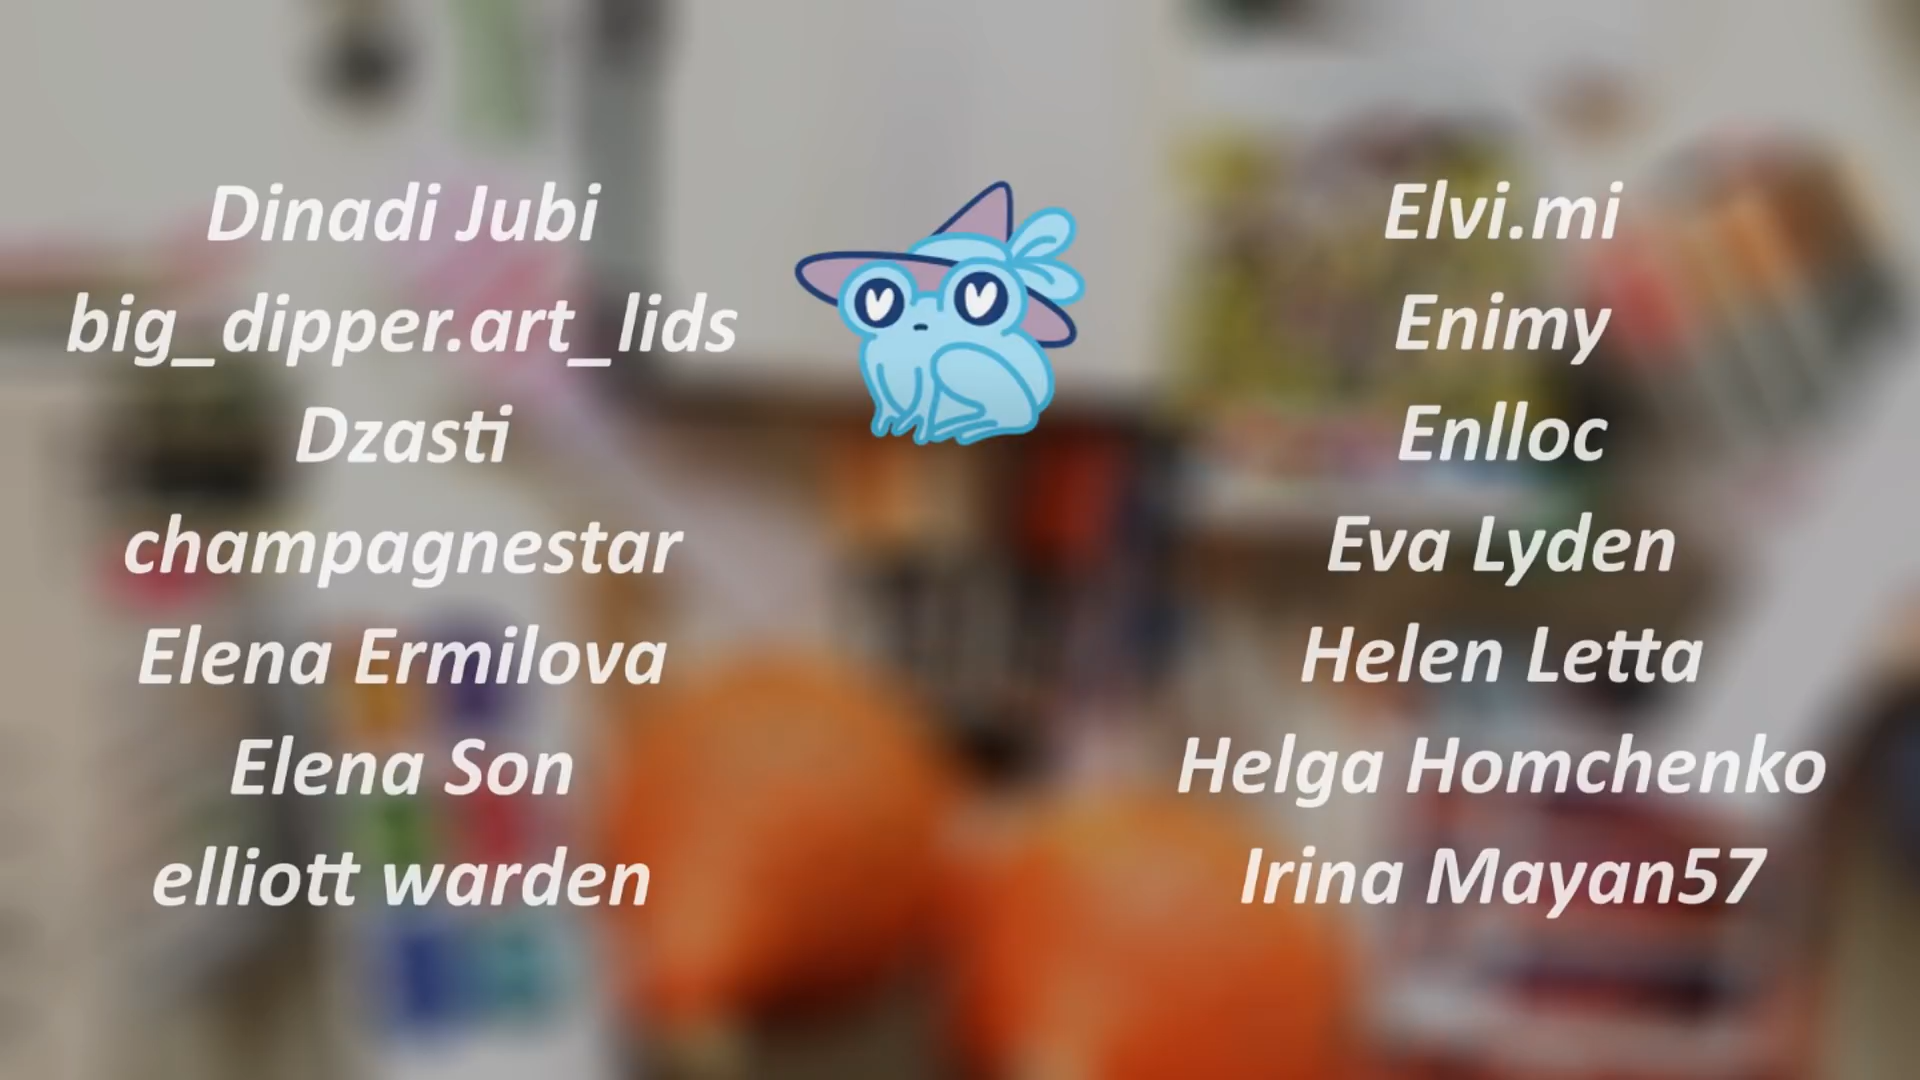 Dinadi Jubi
big_dipper.art_lids
Dzasti
champagnestar
Elena Ermilova
Elena Son
elliott warden
Elvi.mi
Enimy
Enlloc
Eva Lyden
Helen Letta
Helga Homchenko
Irina Mayan57